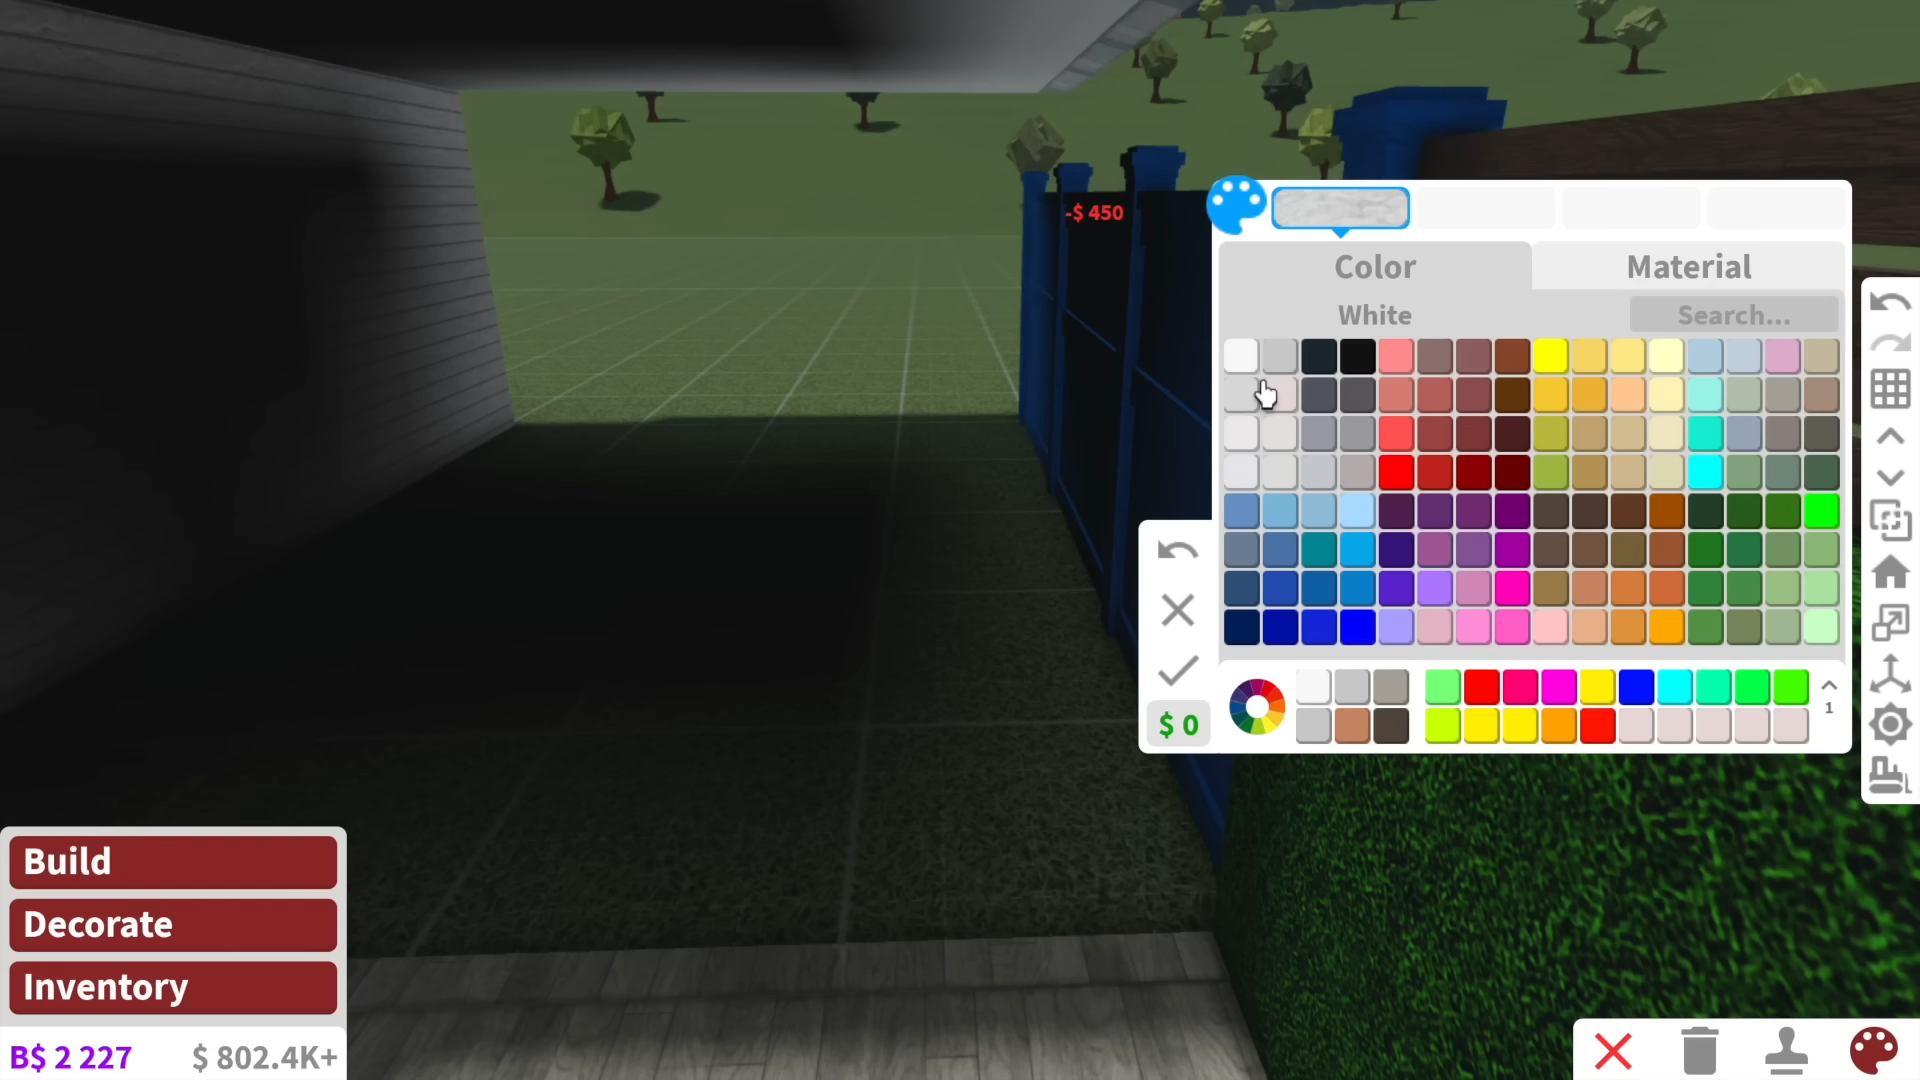 -$ 450
Color
Material
White
Search...
$ 0
1
Build
Decorate
Inventory
B$ 2 227
$ 802.4K+